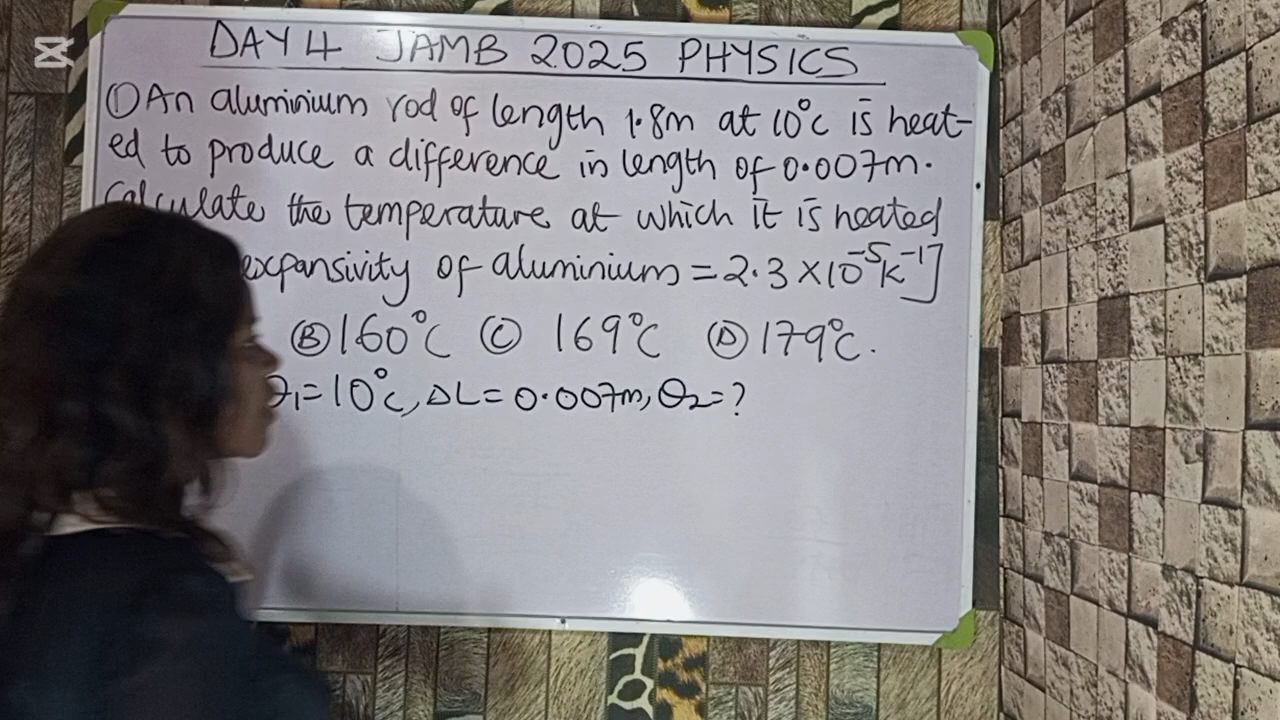 DAY 4 JAMB 2025 PHYSICS
① An aluminium rod of length 1.8m at 10°c is heat-
ed to produce a difference in length of 0.007m.
Calculate the temperature at which it is heated
expansivity of aluminium = 2.3 × 10⁻⁵k⁻¹]
Ⓑ 160°c Ⓒ 169°c Ⓓ 179°c.
θ₁ = 10°c, ΔL = 0.007m, θ₂ = ?